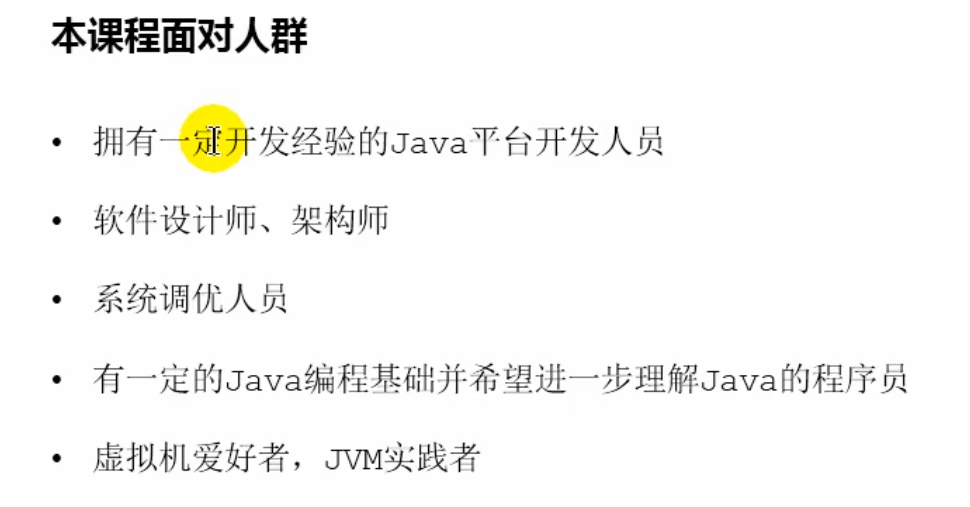 本课程面对人群
• 拥有一定开发经验的Java平台开发人员
• 软件设计师、架构师
• 系统调优人员
• 有一定的Java编程基础并希望进一步理解Java的程序员
• 虚拟机爱好者，JVM实践者